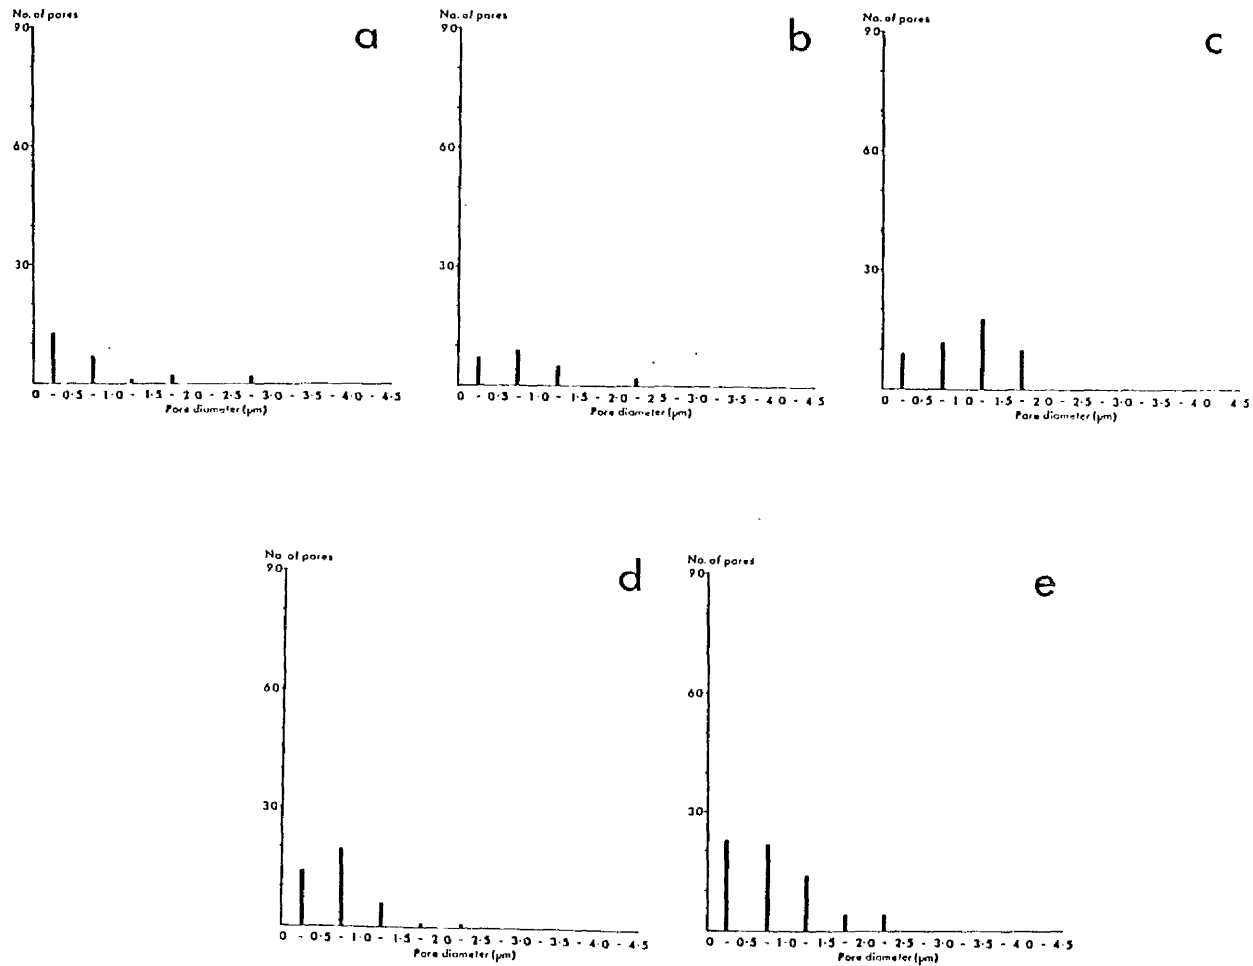 No. of pores
a
90
60
30
0 - 0·5 - 1·0 - 1·5 - 2·0 - 2·5 - 3·0 - 3·5 - 4·0 - 4·5
Pore diameter (µm)
No. of pores
b
90
60
30
0 - 0·5 - 1·0 - 1·5 - 2·0 - 2 5 - 3·0 - 3·5 - 4·0 - 4 5
Pore diameter (µm)
No. of pores
c
90
60
30
0 - 0·5 - 1·0 - 1·5 - 2·0 - 2·5 - 3·0 - 3·5 - 4 0 - 4 5
Pore diameter (µm)
No. of pores
d
90
60
30
0 - 0·5 - 1·0 - 1·5 - 2 0 - 2·5 - 3·0 - 3·5 - 4·0 - 4·5
Pore diameter (µm)
No. of pores
e
90
60
30
0 - 0·5 - 1·0 - 1·5 - 2 0 - 2·5 - 3·0 - 3·5 - 4·0 - 4·5
Pore diameter (µm)